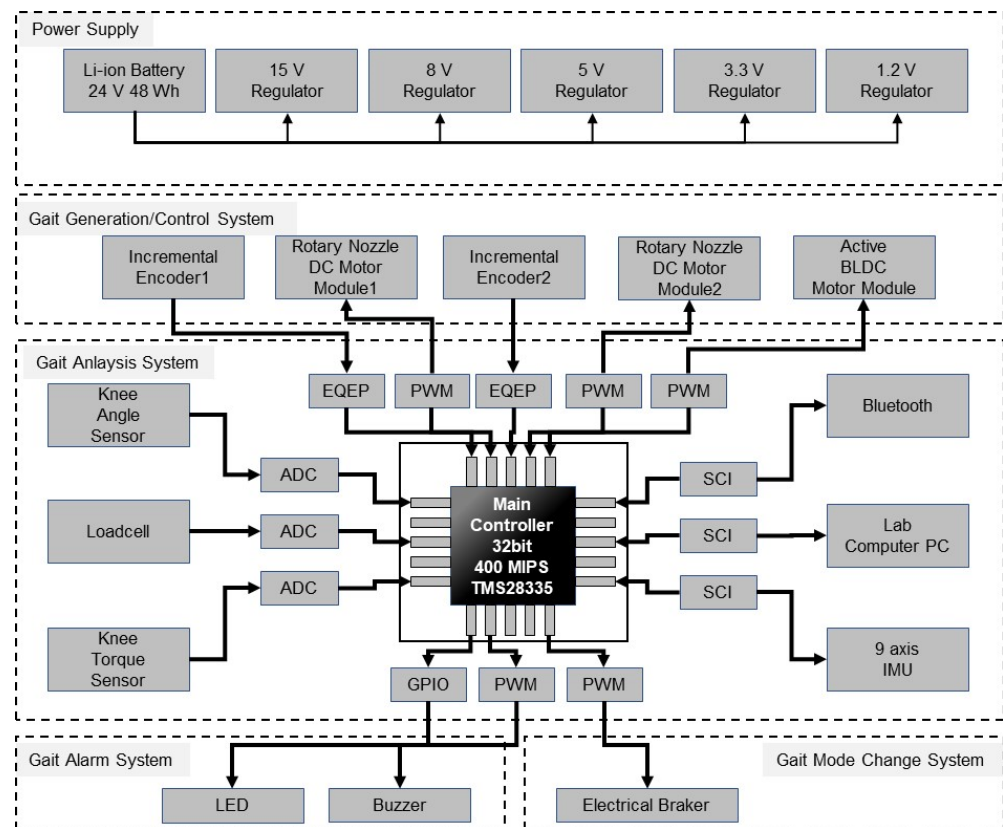 Power Supply
Li-ion Battery
24 V 48 Wh
15 V
Regulator
8 V
Regulator
5 V
Regulator
3.3 V
Regulator
1.2 V
Regulator
Gait Generation/Control System
Incremental
Encoder1
Rotary Nozzle
DC Motor
Module1
Incremental
Encoder2
Rotary Nozzle
DC Motor
Module2
Active
BLDC
Motor Module
Gait Anlaysis System
EQEP
PWM
EQEP
PWM
PWM
Knee
Angle
Sensor
ADC
Loadcell
ADC
Knee
Torque
Sensor
ADC
Main
Controller
32bit
400 MIPS
TMS28335
SCI
Bluetooth
SCI
Lab
Computer PC
SCI
9 axis
IMU
GPIO
PWM
PWM
Gait Alarm System
LED
Buzzer
Gait Mode Change System
Electrical Braker